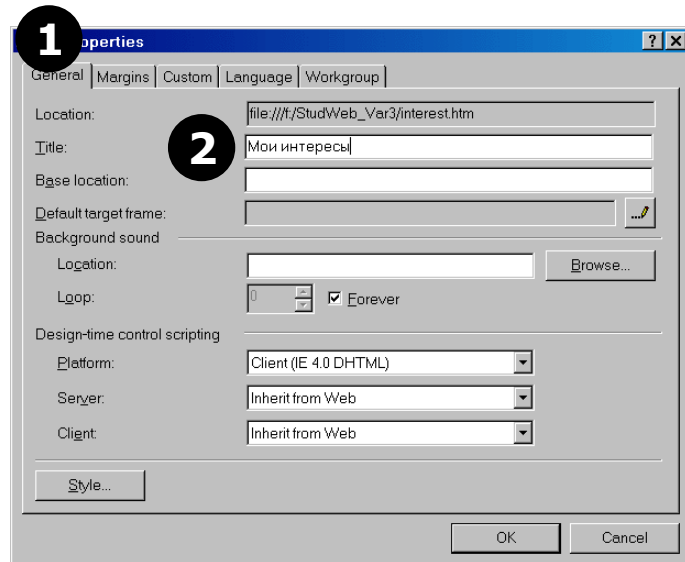 1
operties
General Margins Custom Language Workgroup
Location: file:///f:/StudWeb_Var3/interest.htm
Title: 2 Мои интересы
Base location:
Default target frame:
Background sound
Location: Browse...
Loop: 0 Forever
Design-time control scripting
Platform: Client (IE 4.0 DHTML)
Server: Inherit from Web
Client: Inherit from Web
Style...
OK Cancel